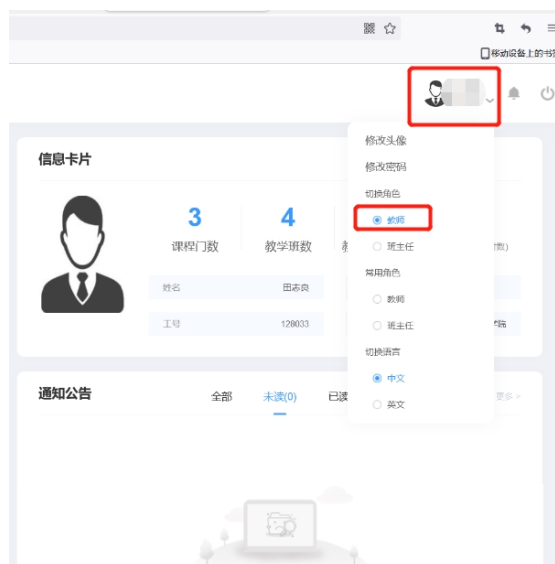 移动设备上的书签
修改头像
修改密码
切换角色
教师
班主任
常用角色
教师
班主任
切换语言
中文
英文
信息卡片
3
课程门数
4
教学班数
姓名
田志良
工号
128033
通知公告
全部
未读(0)
已读
更多 >